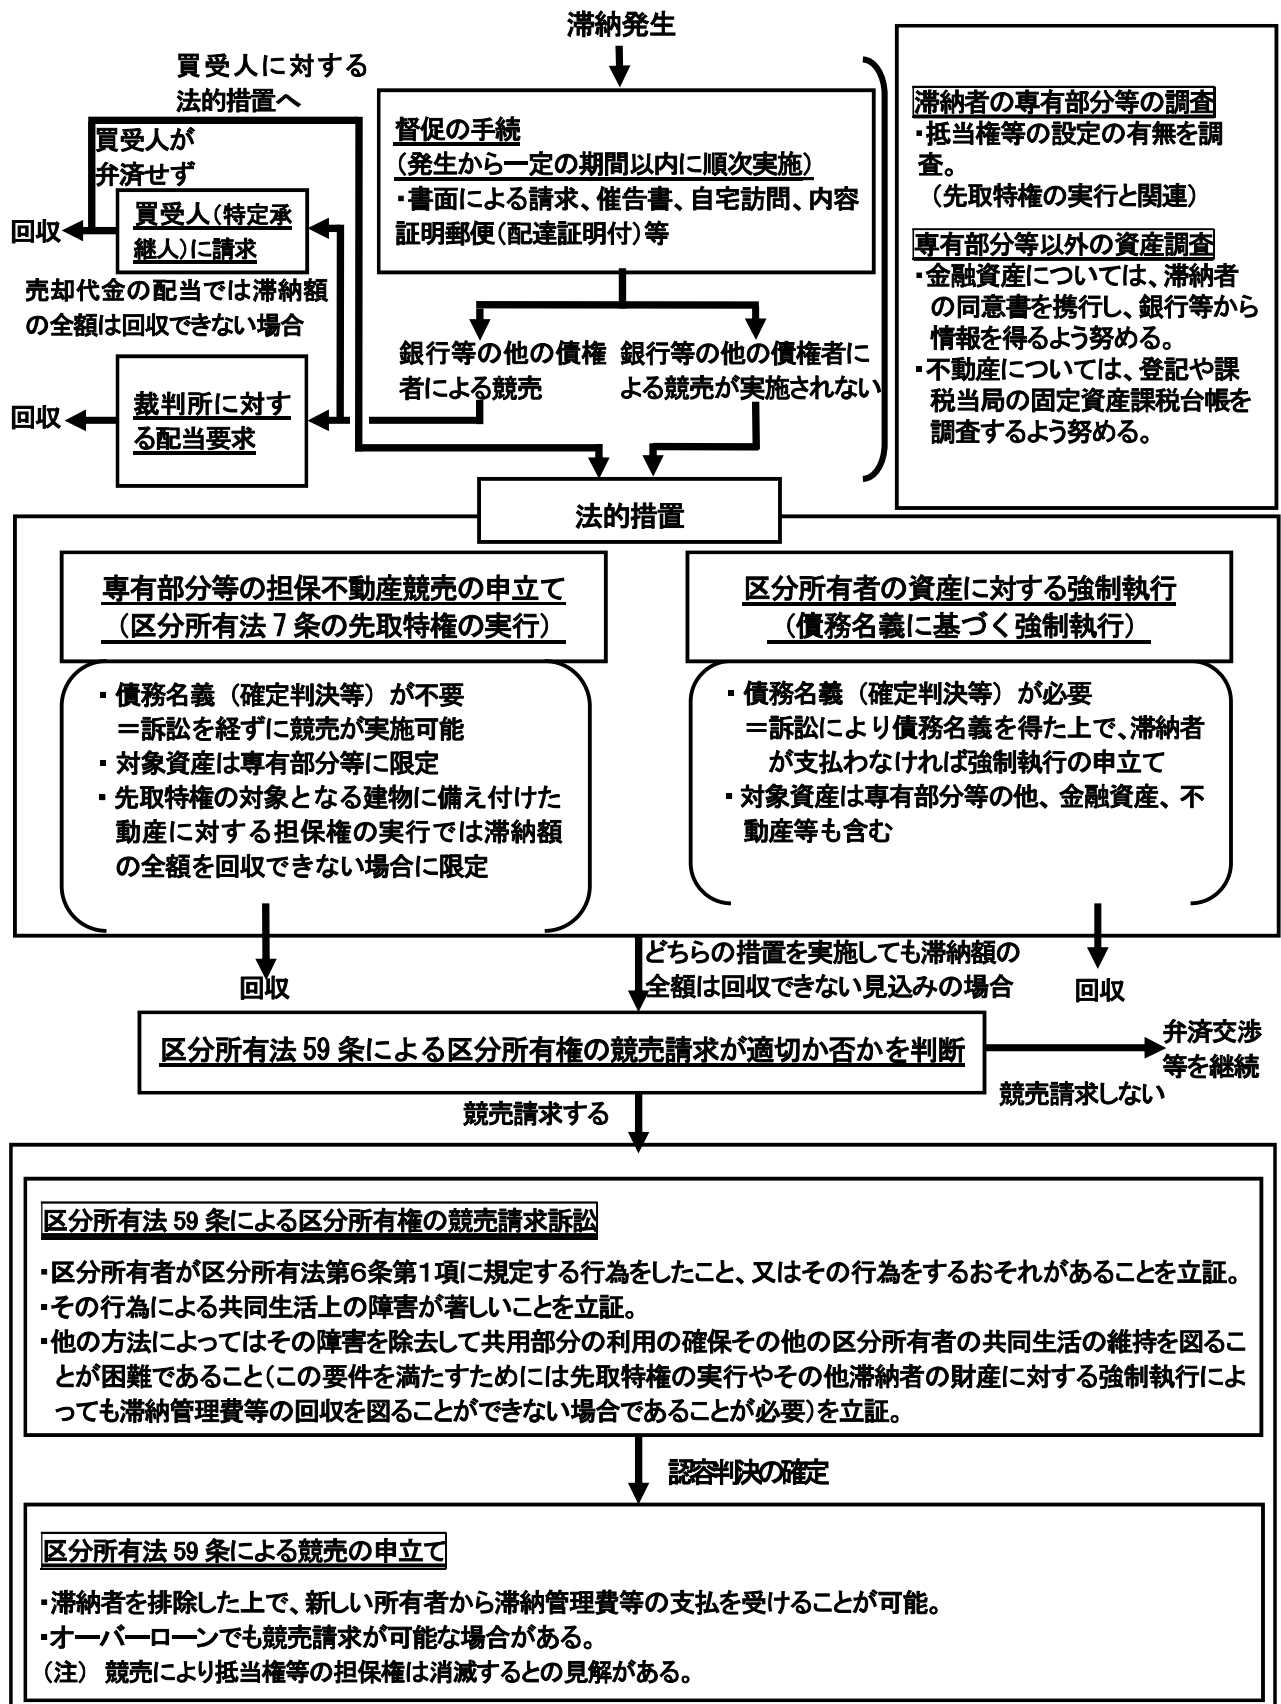 滞納発生
買受人に対する
法的措置へ
買受人が
弁済せず
回収
買受人(特定承
継人)に請求
売却代金の配当では滞納額
の全額は回収できない場合
回収
裁判所に対す
る配当要求
督促の手続
(発生から一定の期間以内に順次実施)
・書面による請求、催告書、自宅訪問、内容
証明郵便(配達証明付)等
銀行等の他の債権
者による競売
銀行等の他の債権者に
よる競売が実施されない
滞納者の専有部分等の調査
・抵当権等の設定の有無を調
査。
(先取特権の実行と関連)
専有部分等以外の資産調査
・金融資産については、滞納者
の同意書を携行し、銀行等から
情報を得るよう努める。
・不動産については、登記や課
税当局の固定資産課税台帳を
調査するよう努める。
法的措置
専有部分等の担保不動産競売の申立て
(区分所有法7条の先取特権の実行)
・債務名義(確定判決等)が不要
=訴訟を経ずに競売が実施可能
・対象資産は専有部分等に限定
・先取特権の対象となる建物に備え付けた
動産に対する担保権の実行では滞納額
の全額を回収できない場合に限定
回収
区分所有者の資産に対する強制執行
(債務名義に基づく強制執行)
・債務名義(確定判決等)が必要
=訴訟により債務名義を得た上で、滞納者
が支払わなければ強制執行の申立て
・対象資産は専有部分等の他、金融資産、不
動産等も含む
回収
どちらの措置を実施しても滞納額の
全額は回収できない見込みの場合
区分所有法59条による区分所有権の競売請求が適切か否かを判断
弁済交渉
等を継続
競売請求しない
競売請求する
区分所有法59条による区分所有権の競売請求訴訟
・区分所有者が区分所有法第6条第1項に規定する行為をしたこと、又はその行為をするおそれがあることを立証。
・その行為による共同生活上の障害が著しいことを立証。
・他の方法によってはその障害を除去して共用部分の利用の確保その他の区分所有者の共同生活の維持を図るこ
とが困難であること(この要件を満たすためには先取特権の実行やその他滞納者の財産に対する強制執行によ
っても滞納管理費等の回収を図ることができない場合であることが必要)を立証。
認容判決の確定
区分所有法59条による競売の申立て
・滞納者を排除した上で、新しい所有者から滞納管理費等の支払を受けることが可能。
・オーバーローンでも競売請求が可能な場合がある。
(注) 競売により抵当権等の担保権は消滅するとの見解がある。